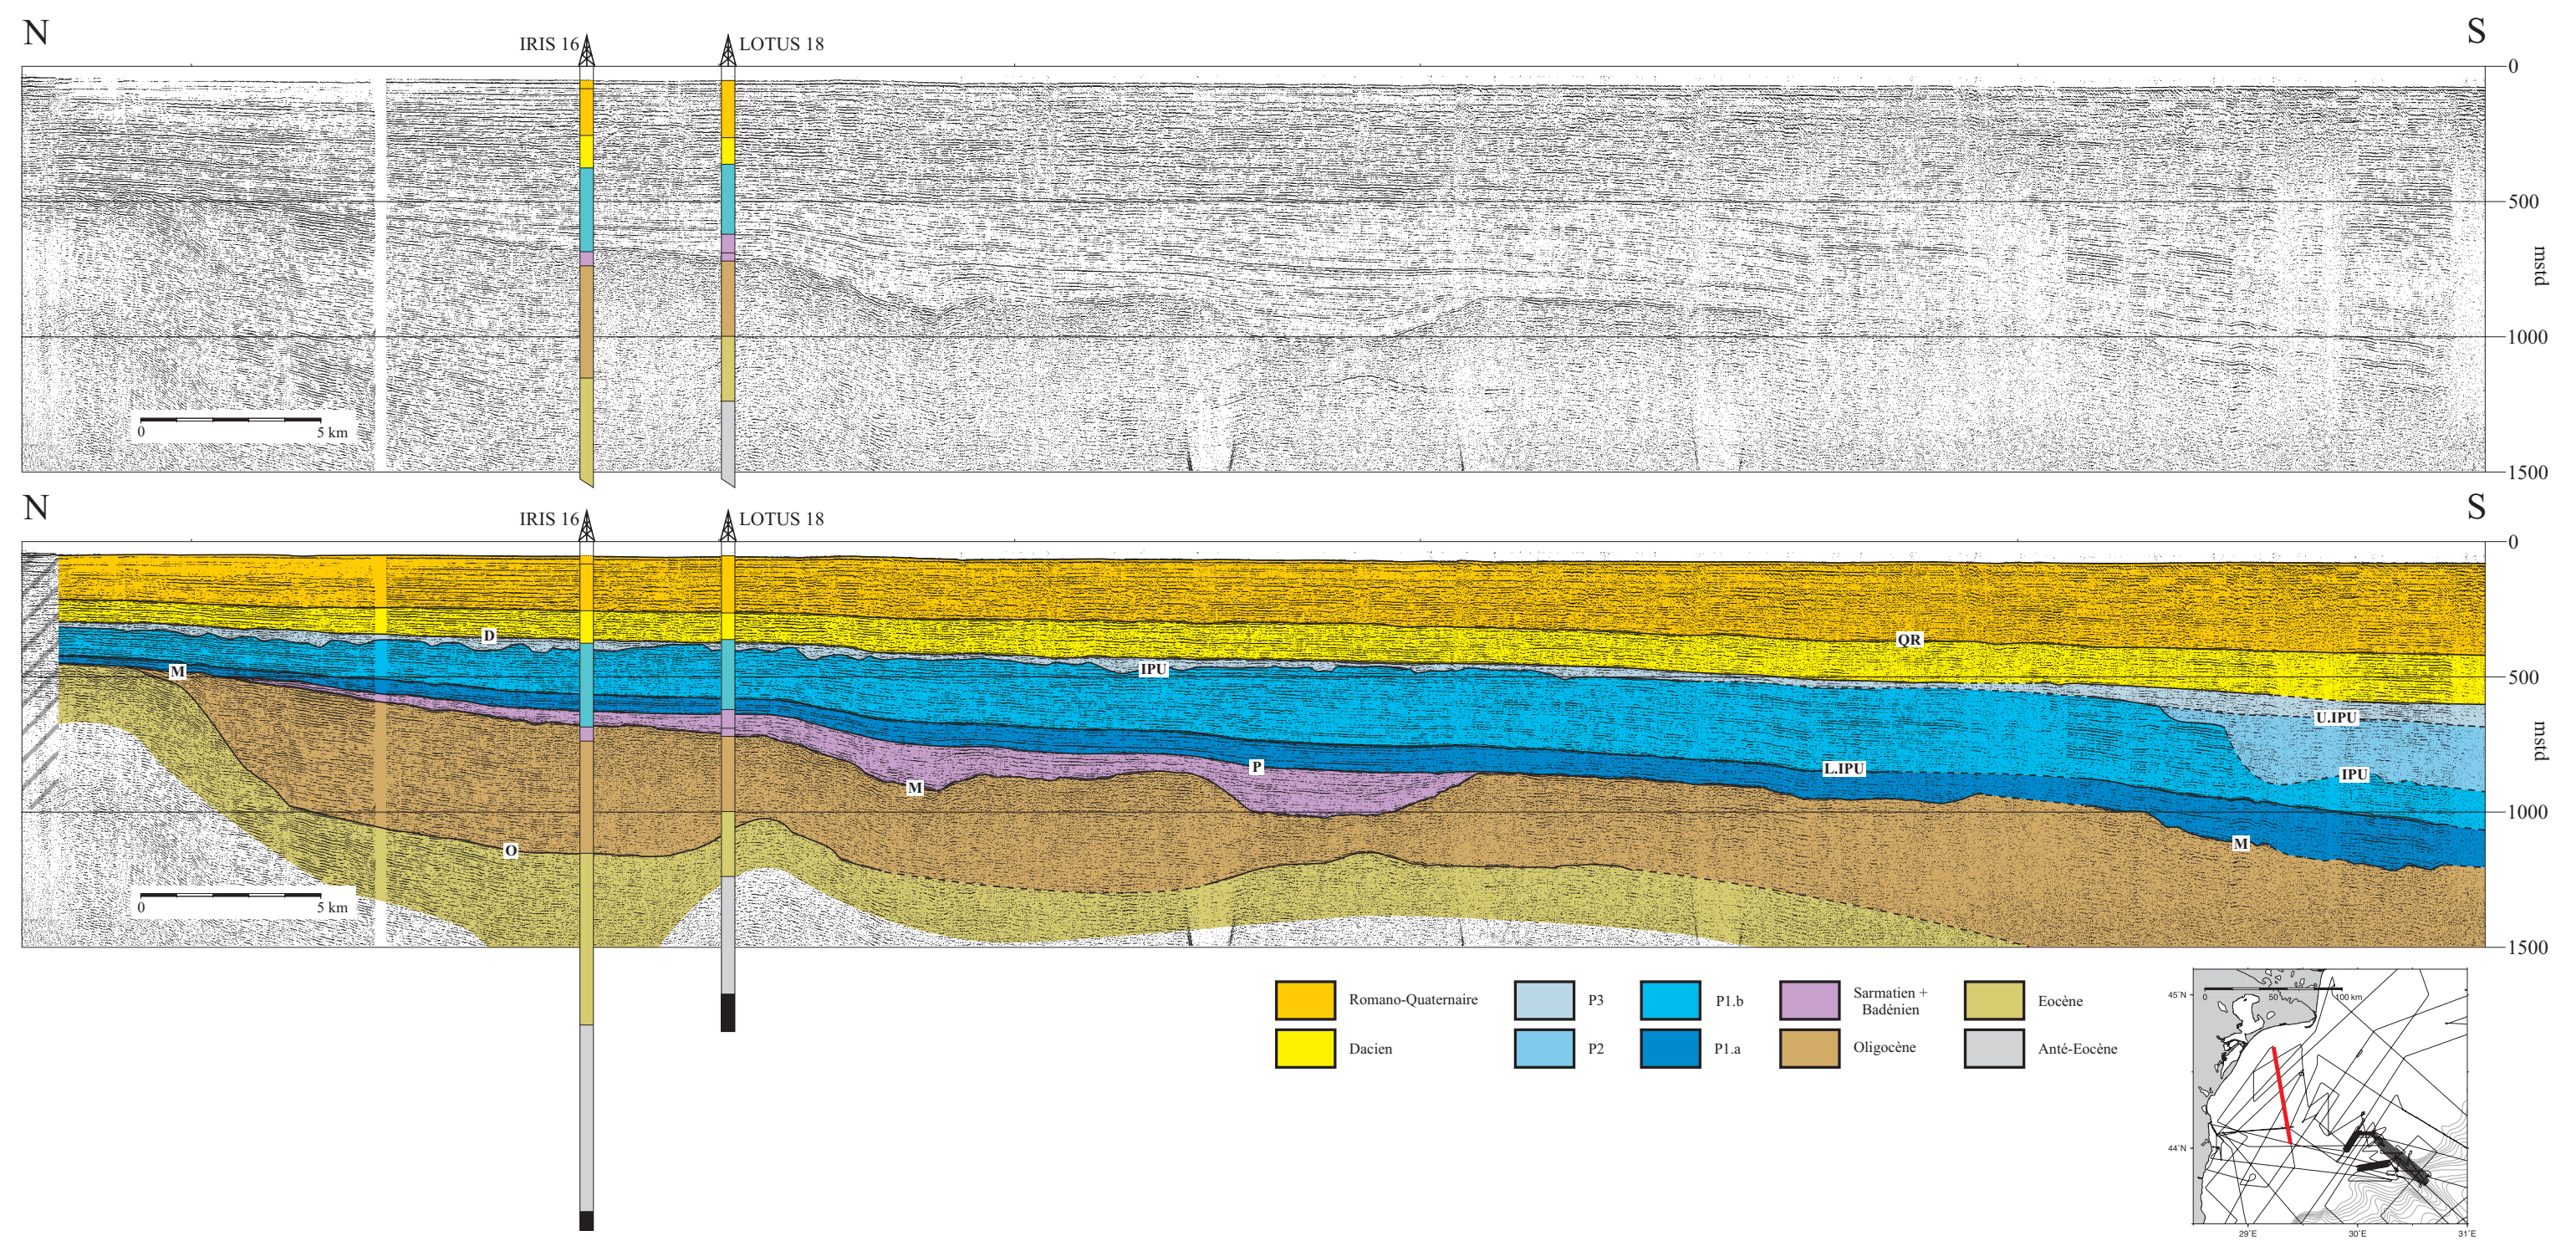 N
S
IRIS 16
LOTUS 18
0
500
mstd
1000
0
5 km
1500
N
S
IRIS 16
LOTUS 18
0
D
QR
M
IPU
500
U.IPU
mstd
P
L.IPU
IPU
M
1000
O
M
0
5 km
1500
Romano-Quaternaire
P3
P1.b
Sarmatien +
Badénien
Eocène
Dacien
P2
P1.a
Oligocène
Anté-Eocène
45˚N
0
50
100 km
44˚N
29˚E
30˚E
31˚E